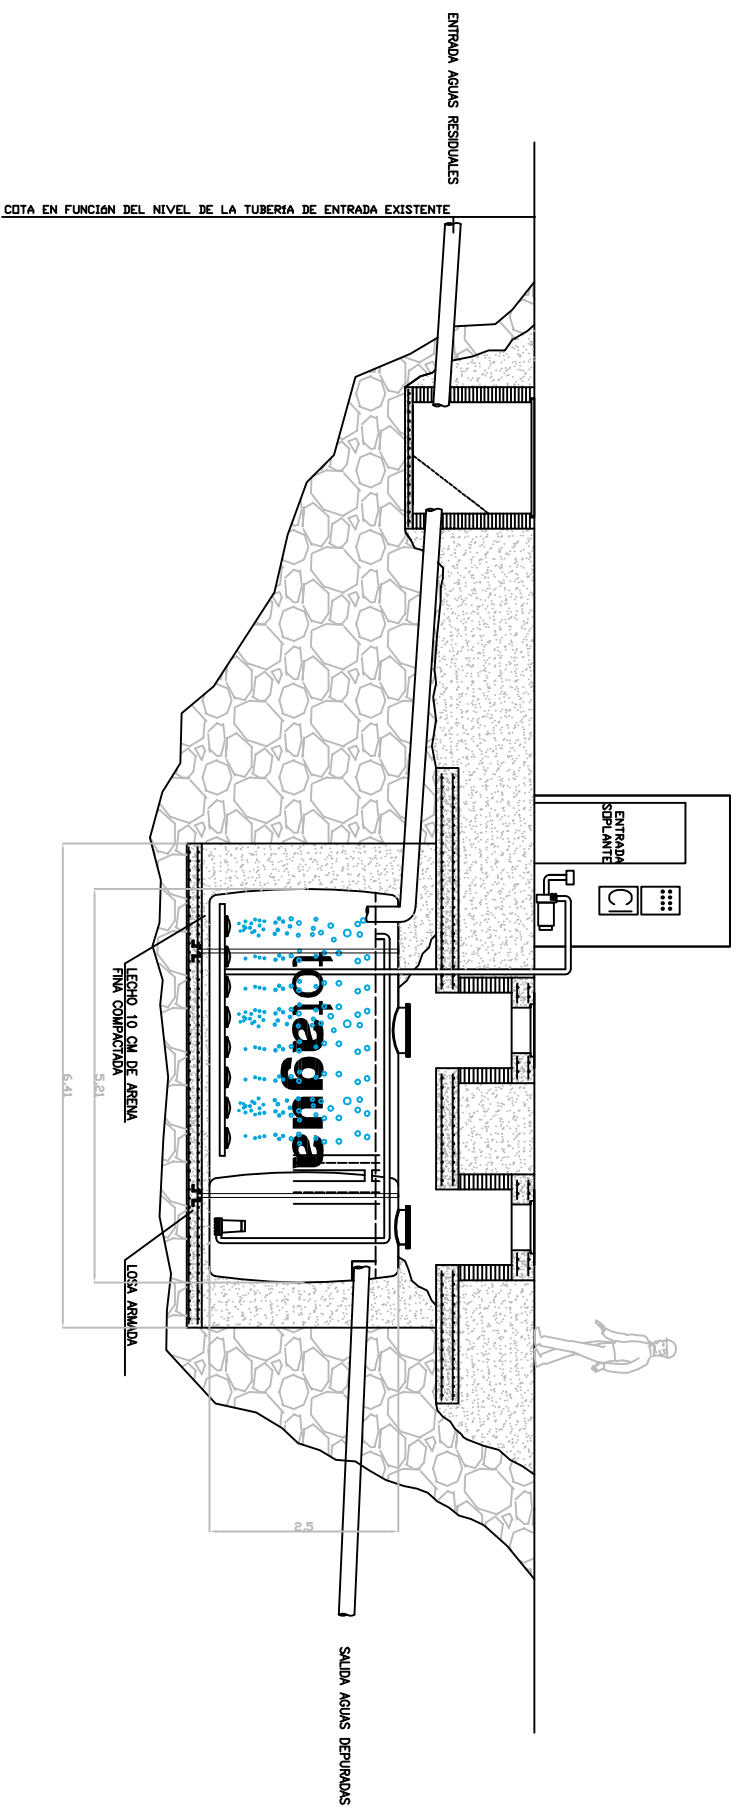 ENTRADA AGUAS RESIDUALES
COTA EN FUNCIÓN DEL NIVEL DE LA TUBERÍA DE ENTRADA EXISTENTE
ENTRADA
SOPLANTE
C
totagua
LECHO 10 CM DE ARENA
FINA COMPACTADA
5.21
6.41
LOSA ARMADA
2.5
SALIDA AGUAS DEPURADAS